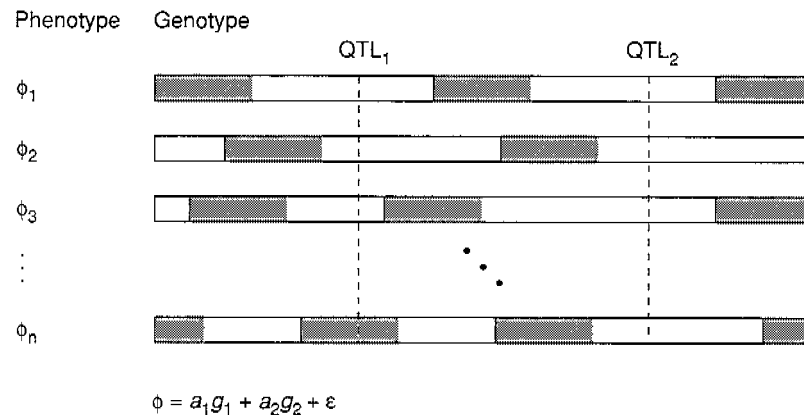 Phenotype Genotype
QTL₁ QTL₂
ϕ₁
ϕ₂
ϕ₃
⋮
ϕₙ
ϕ = a₁g₁ + a₂g₂ + ε